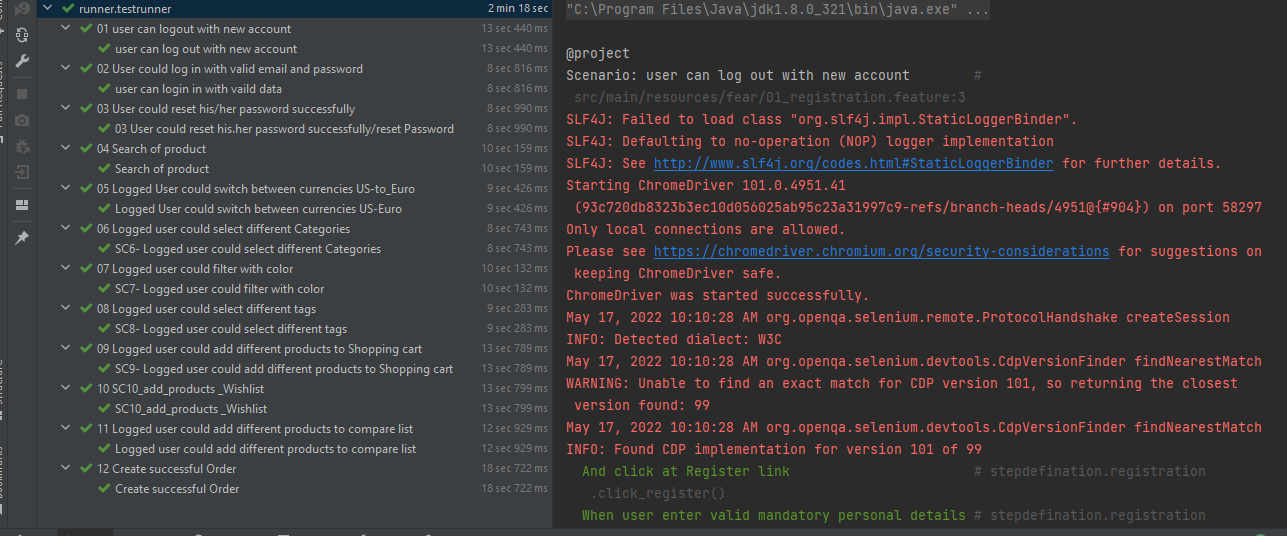 runner.testrunner 2 min 18 sec
01 user can logout with new account 13 sec 440 ms
user can log out with new account 13 sec 440 ms
02 User could log in with valid email and password 8 sec 816 ms
user can login in with vaild data 8 sec 816 ms
03 User could reset his/her password successfully 8 sec 990 ms
03 User could reset his.her password successfully/reset Password 8 sec 990 ms
04 Search of product 10 sec 159 ms
Search of product 10 sec 159 ms
05 Logged User could switch between currencies US-to_Euro 9 sec 426 ms
Logged User could switch between currencies US-Euro 9 sec 426 ms
06 Logged user could select different Categories 8 sec 743 ms
SC6- Logged user could select different Categories 8 sec 743 ms
07 Logged user could filter with color 10 sec 132 ms
SC7- Logged user could filter with color 10 sec 132 ms
08 Logged user could select different tags 9 sec 283 ms
SC8- Logged user could select different tags 9 sec 283 ms
09 Logged user could add different products to Shopping cart 13 sec 789 ms
SC9- Logged user could add different products to Shopping cart 13 sec 789 ms
10 SC10_add_products _Wishlist 13 sec 799 ms
SC10_add_products _Wishlist 13 sec 799 ms
11 Logged user could add different products to compare list 12 sec 929 ms
Logged user could add different products to compare list 12 sec 929 ms
12 Create successful Order 18 sec 722 ms
Create successful Order 18 sec 722 ms
"C:\Program Files\Java\jdk1.8.0_321\bin\java.exe" ...
@project
Scenario: user can log out with new account #
src/main/resources/fear/01_registration.feature:3
SLF4J: Failed to load class "org.slf4j.impl.StaticLoggerBinder".
SLF4J: Defaulting to no-operation (NOP) logger implementation
SLF4J: See http://www.slf4j.org/codes.html#StaticLoggerBinder for further details.
Starting ChromeDriver 101.0.4951.41
(93c720db8323b3ec10d056025ab95c23a31997c9-refs/branch-heads/4951@{#904}) on port 58297
Only local connections are allowed.
Please see https://chromedriver.chromium.org/security-considerations for suggestions on
keeping ChromeDriver safe.
ChromeDriver was started successfully.
May 17, 2022 10:10:28 AM org.openqa.selenium.remote.ProtocolHandshake createSession
INFO: Detected dialect: W3C
May 17, 2022 10:10:28 AM org.openqa.selenium.devtools.CdpVersionFinder findNearestMatch
WARNING: Unable to find an exact match for CDP version 101, so returning the closest
version found: 99
May 17, 2022 10:10:28 AM org.openqa.selenium.devtools.CdpVersionFinder findNearestMatch
INFO: Found CDP implementation for version 101 of 99
And click at Register link # stepdefination.registration
.click_register()
When user enter valid mandatory personal details # stepdefination.registration